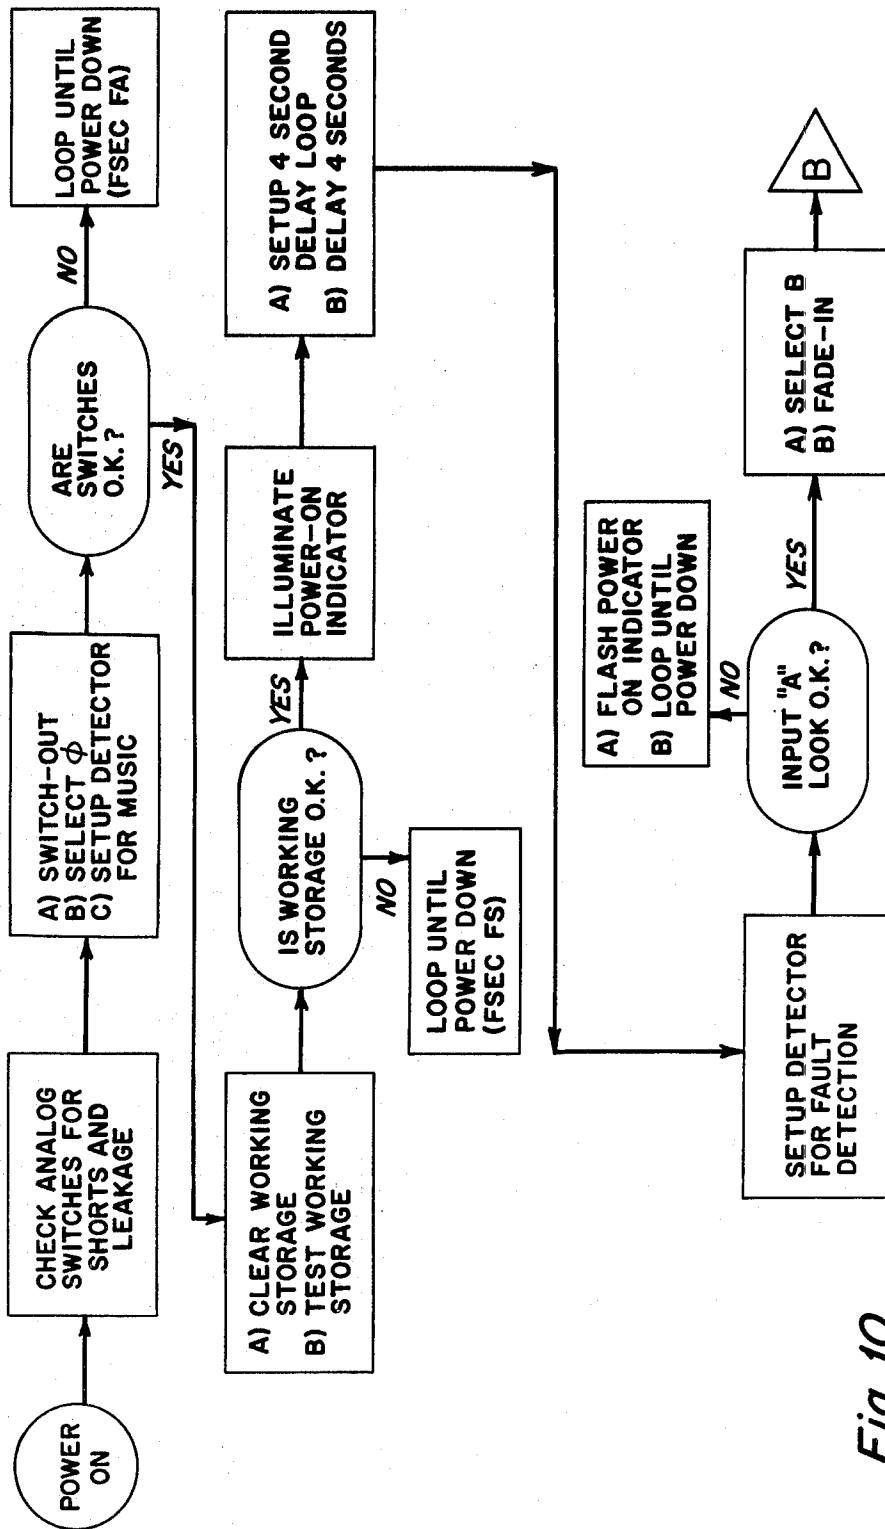 POWER
ON
CHECK ANALOG
SWITCHES FOR
SHORTS AND
LEAKAGE
A) SWITCH-OUT
B) SELECT ϕ
C) SETUP DETECTOR
FOR MUSIC
ARE
SWITCHES
O.K.?
NO
LOOP UNTIL
POWER DOWN
(FSEC FA)
YES
A) CLEAR WORKING
STORAGE
B) TEST WORKING
STORAGE
IS WORKING
STORAGE O.K.?
YES
NO
LOOP UNTIL
POWER DOWN
(FSEC FS)
ILLUMINATE
POWER-ON
INDICATOR
A) SETUP 4 SECOND
DELAY LOOP
B) DELAY 4 SECONDS
SETUP DETECTOR
FOR FAULT
DETECTION
INPUT "A"
LOOK O.K.?
NO
A) FLASH POWER
ON INDICATOR
B) LOOP UNTIL
POWER DOWN
YES
A) SELECT B
B) FADE-IN
B
Fig. 10